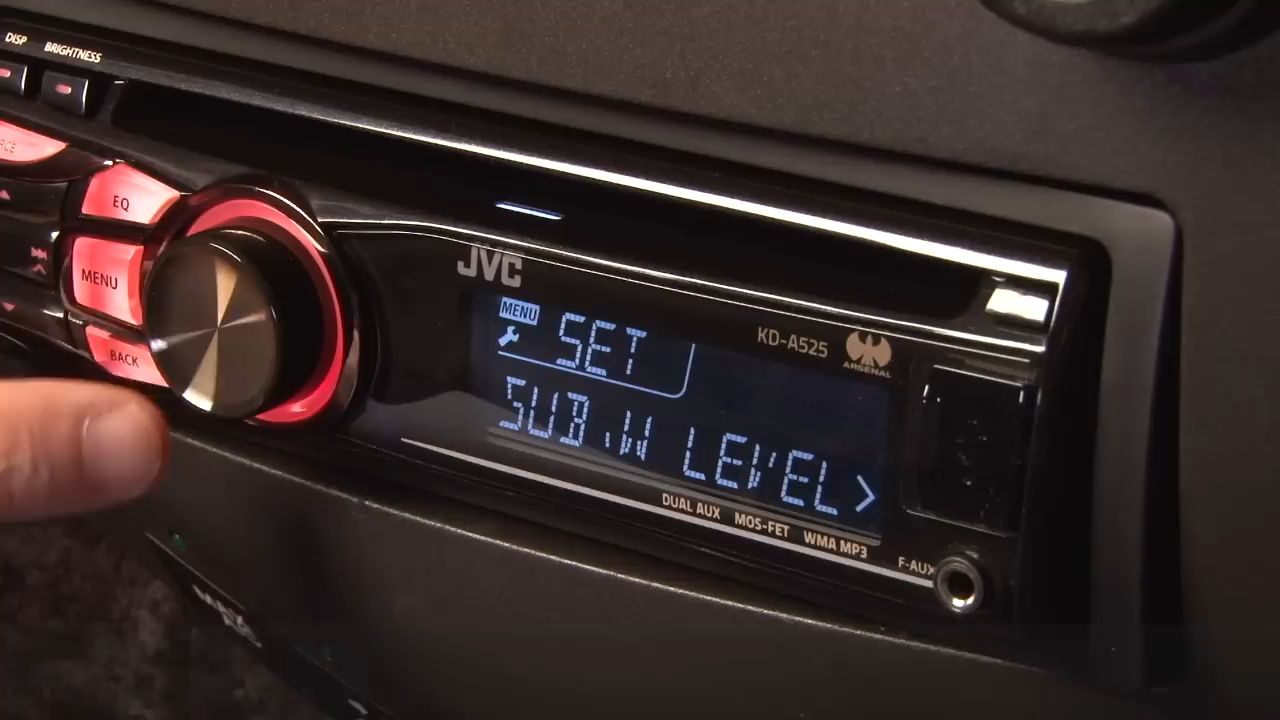 DISP
BRIGHTNESS
EQ
MENU
BACK
JVC
MENU
SET
KD-A525
ARSENAL
SUB.W LEVEL >
DUAL AUX MOS-FET WMA MP3
F-AUX